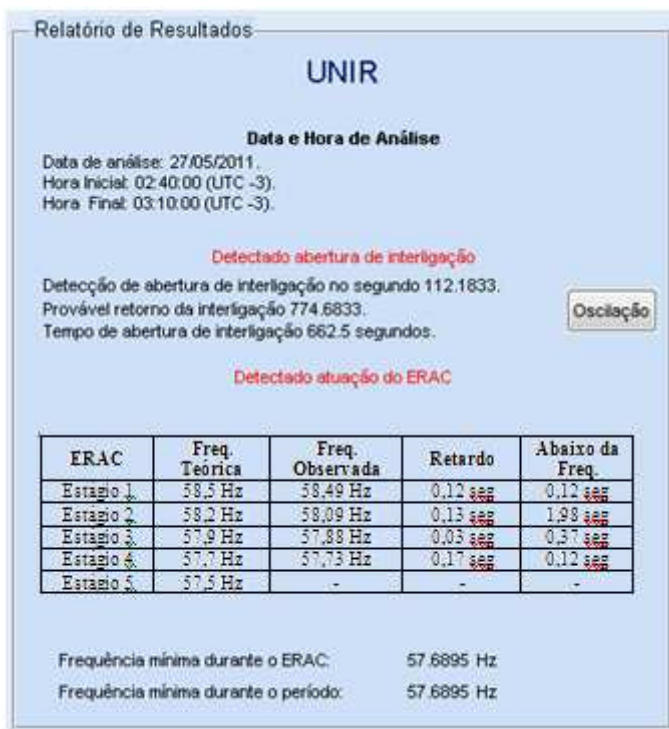 Relatório de Resultados
UNIR
Data e Hora de Análise
Data de análise: 27/05/2011.
Hora Inicial: 02:40:00 (UTC -3).
Hora Final: 03:10:00 (UTC -3).
Detectado abertura de interligação
Detecção de abertura de interligação no segundo 112.1833.
Provável retorno da interligação 774.6833.
Tempo de abertura de interligação 662.5 segundos.
Oscilação
Detectado atuação do ERAC
ERAC Freq. Teórica Freq. Observada Retardo Abaixo da Freq.
Estágio 1. 58,5 Hz 58,49 Hz 0,12 seg 0,12 seg
Estágio 2. 58,2 Hz 58,09 Hz 0,13 seg 1,98 seg
Estágio 3. 57,9 Hz 57,88 Hz 0,03 seg 0,37 seg
Estágio 4. 57,7 Hz 57,73 Hz 0,17 seg 0,12 seg
Estágio 5. 57,5 Hz - - -
Frequência mínima durante o ERAC: 57.6895 Hz
Frequência mínima durante o período: 57.6895 Hz